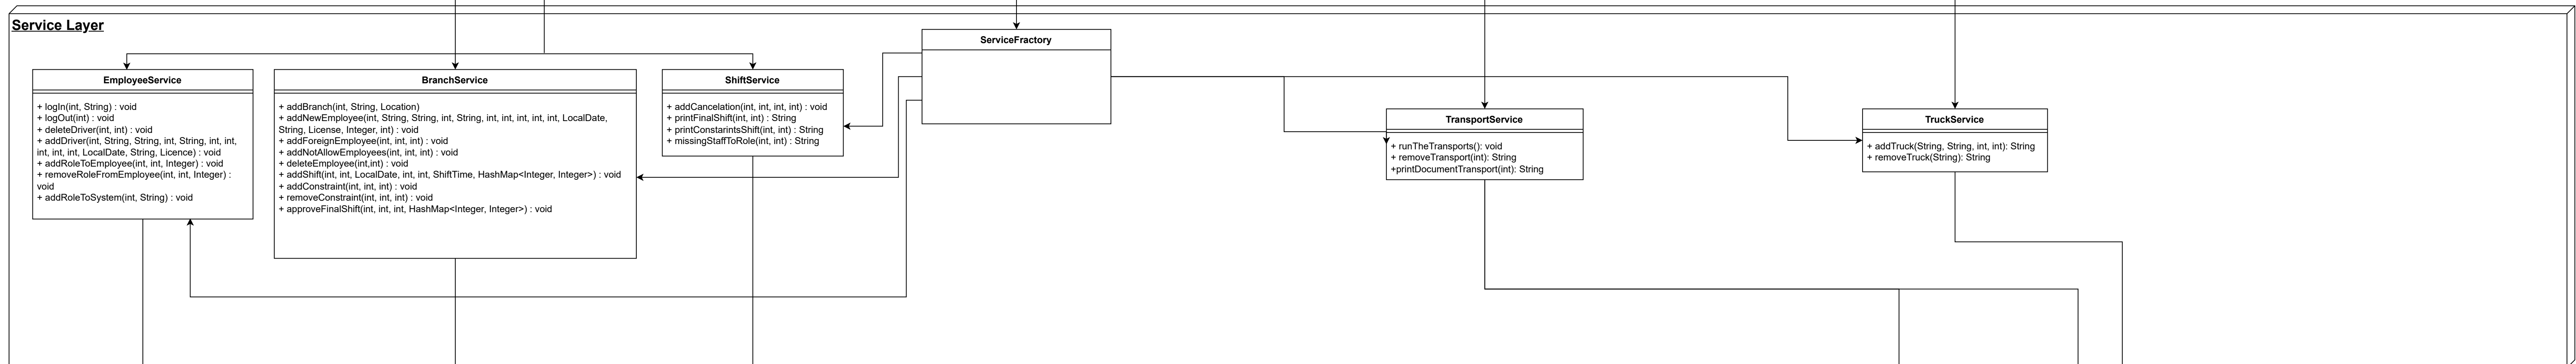 Service Layer
ServiceFractory
EmployeeService
+ logIn(int, String) : void
+ logOut(int) : void
+ deleteDriver(int, int) : void
+ addDriver(int, String, String, int, String, int, int,
int, int, int, LocalDate, String, Licence) : void
+ addRoleToEmployee(int, int, Integer) : void
+ removeRoleFromEmployee(int, int, Integer) :
void
+ addRoleToSystem(int, String) : void
BranchService
+ addBranch(int, String, Location)
+ addNewEmployee(int, String, String, int, String, int, int, int, int, int, LocalDate,
String, License, Integer, int) : void
+ addForeignEmployee(int, int, int) : void
+ addNotAllowEmployees(int, int, int) : void
+ deleteEmployee(int,int) : void
+ addShift(int, int, LocalDate, int, int, ShiftTime, HashMap<Integer, Integer>) : void
+ addConstraint(int, int, int) : void
+ removeConstraint(int, int, int) : void
+ approveFinalShift(int, int, int, HashMap<Integer, Integer>) : void
ShiftService
+ addCancelation(int, int, int, int) : void
+ printFinalShift(int, int) : String
+ printConstarintsShift(int, int) : String
+ missingStaffToRole(int, int) : String
TransportService
+ runTheTransports(): void
+ removeTransport(int): String
+printDocumentTransport(int): String
TruckService
+ addTruck(String, String, int, int): String
+ removeTruck(String): String